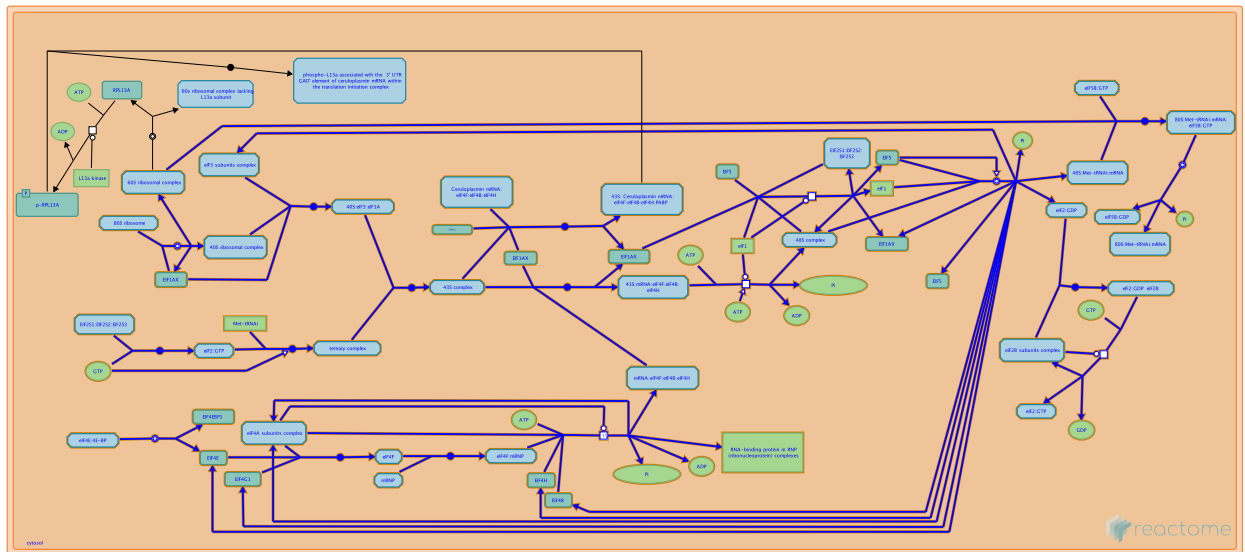 phospho-L13a associated wth the 3' UTR
GAIT element of ceruloplasmin mRNA within
the translation initiation complex
ATP
RPL13A
60s ribosomal complex lacking
L13a subunit
ADP
L13a kinase
P
p-RPL13A
60S ribosomal complex
eIF3 subunits complex
80S ribosome
40S ribosomal complex
EIF1AX
40S:eIF3:eIF1A
Ceruloplasmin mRNA:
eIF4F:eIF4B:eIF4H
43S: Ceruloplasmin mRNA:
eIF4F:eIF4B:eIF4H:PABP
EIF1AX
EIF1AX
43S complex
43S:mRNA:eIF4F:eIF4B:
eIF4H
EIF2S1:EIF2S2:
EIF2S3
EIF5
EIF5
eIF1
eIF1
48S complex
EIF1AX
ATP
ATP
ADP
Pi
Pi
EIF5
eIF5B:GTP
80S:Met-tRNAi:mRNA:
eIF5B:GTP
40S:Met-tRNAi:mRNA
eIF2:GDP
eIF5B:GDP
Pi
80S:Met-tRNAi:mRNA
eIF2:GDP: eIF2B
GTP
eIF2B subunits complex
eIF2:GTP
GDP
EIF2S1:EIF2S2:EIF2S3
Met-tRNAi
eIF2:GTP
ternary complex
GTP
mRNA:eIF4F:eIF4B:eIF4H
EIF4EBP1
eIF4E:4E-BP
EIF4E
eIF4A subunits complex
EIF4G1
eIF4F
mRNP
eIF4F:mRNP
ATP
EIF4H
EIF4B
Pi
ADP
RNA-binding protein in RNP
(ribonucleoprotein) complexes
reactome
cytosol